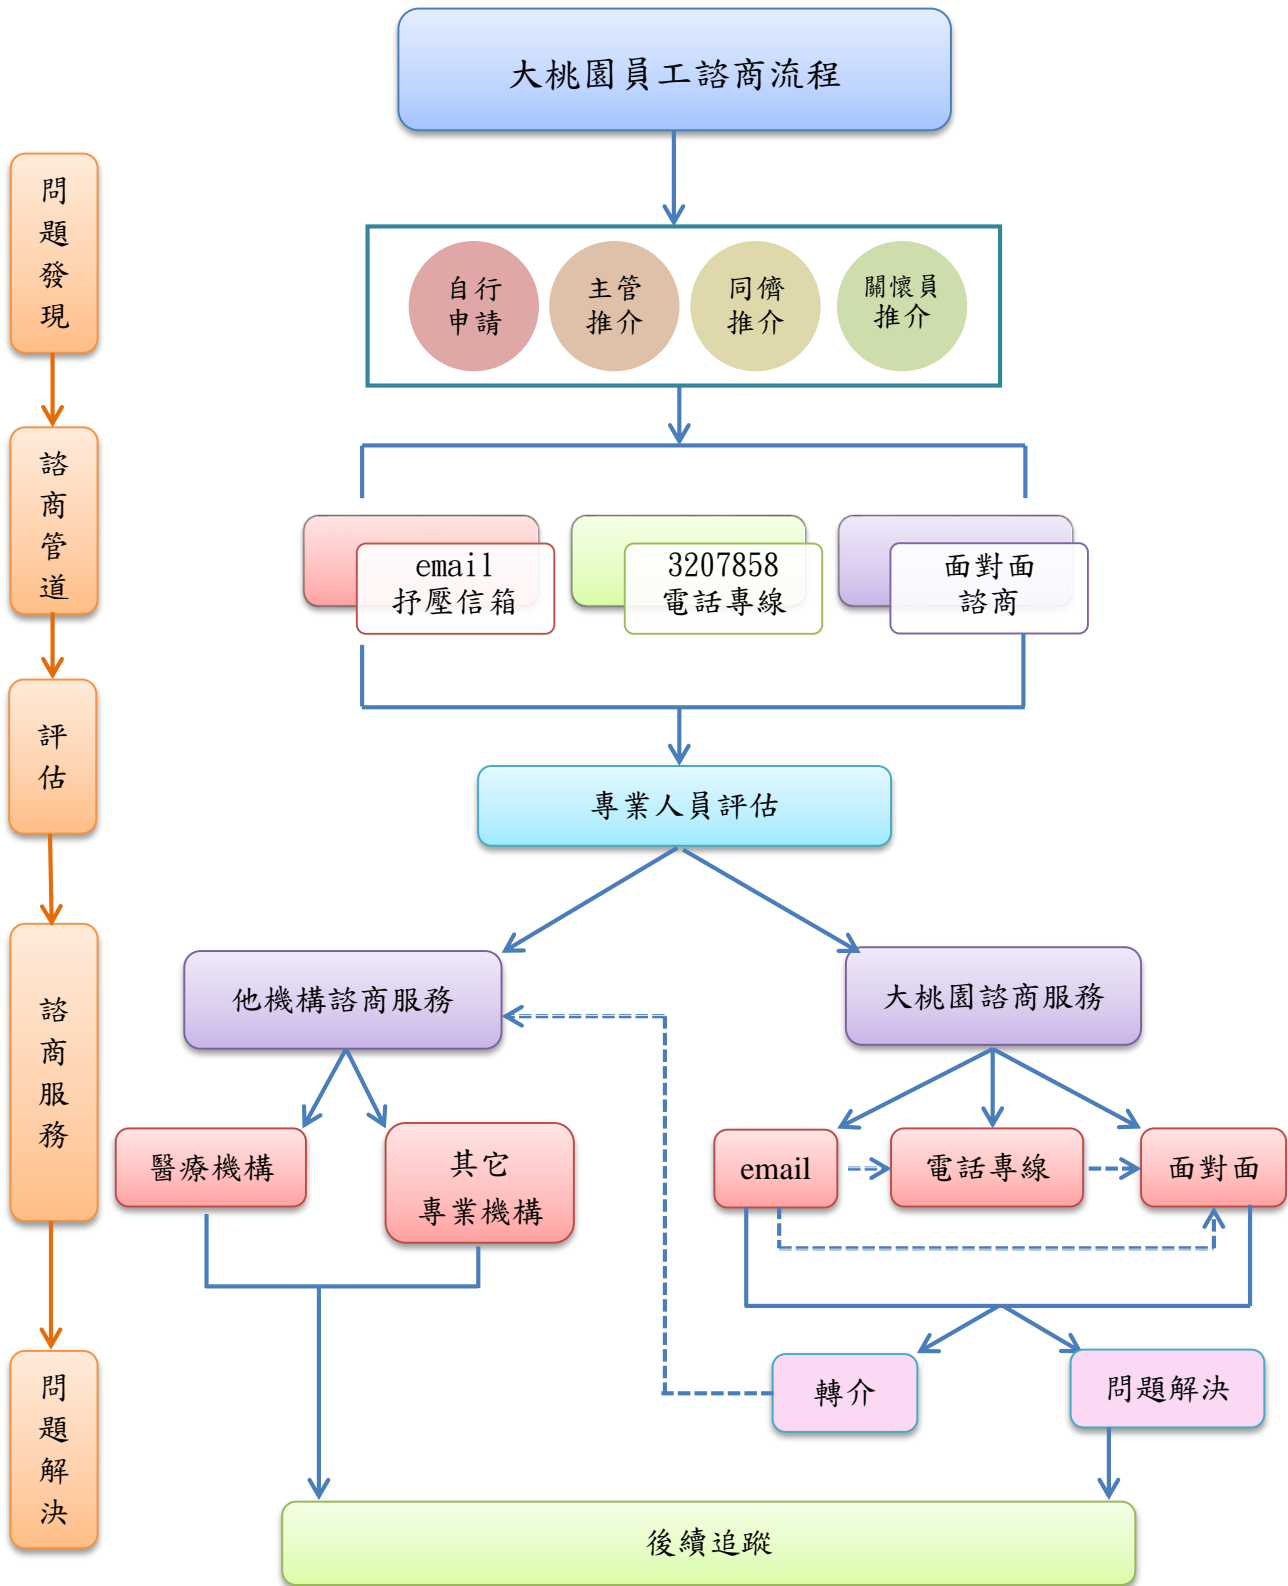 大桃園員工諮商流程
問題發現
自行
申請
主管
推介
同儕
推介
關懷員
推介
諮商管道
email
抒壓信箱
3207858
電話專線
面對面
諮商
評估
專業人員評估
諮商服務
他機構諮商服務
大桃園諮商服務
醫療機構
其它
專業機構
email
電話專線
面對面
問題解決
轉介
問題解決
後續追蹤